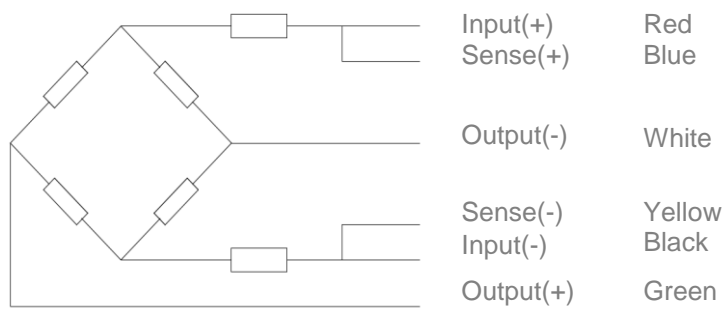 Input(+) Red
Sense(+) Blue
Output(-) White
Sense(-) Yellow
Input(-) Black
Output(+) Green